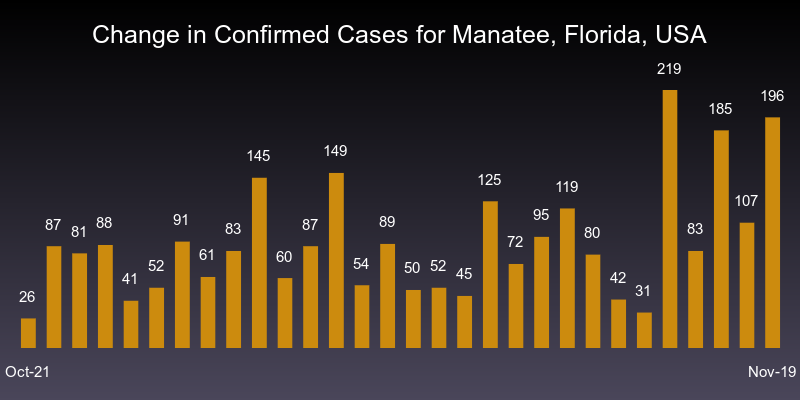 Change in Confirmed Cases for Manatee, Florida, USA
26 87 81 88 41 52 91 61 83 145 60 87 149 54 89 50 52 45 125 72 95 119 80 42 31 219 83 185 107 196
Oct-21 Nov-19